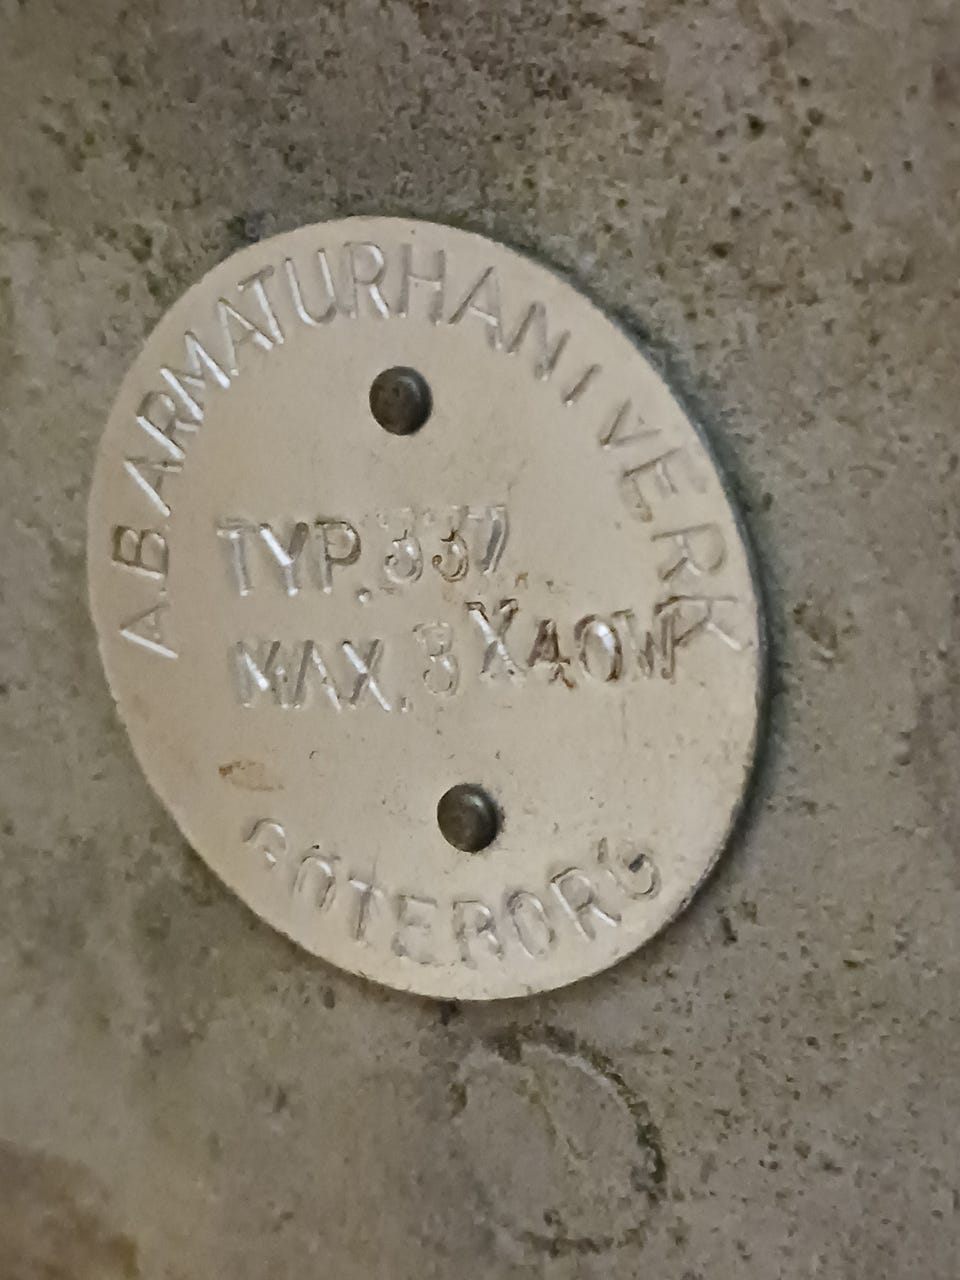 A.B ARMATURHANTVERK
TYP. 337
MAX. 3X40W
GÖTEBORG